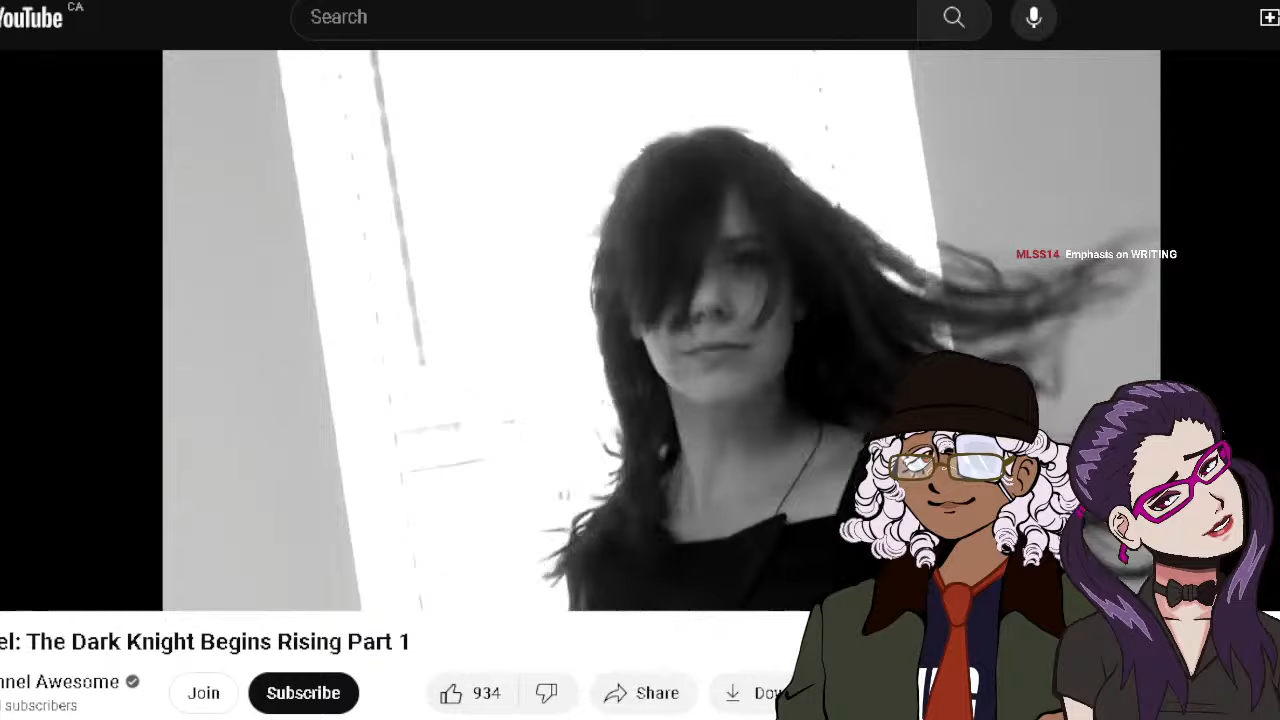 YouTube CA
Search
MLSS14 Emphasis on WRITING
el: The Dark Knight Begins Rising Part 1
nnel Awesome
Join
Subscribe
934
Share
Dow
subscribers